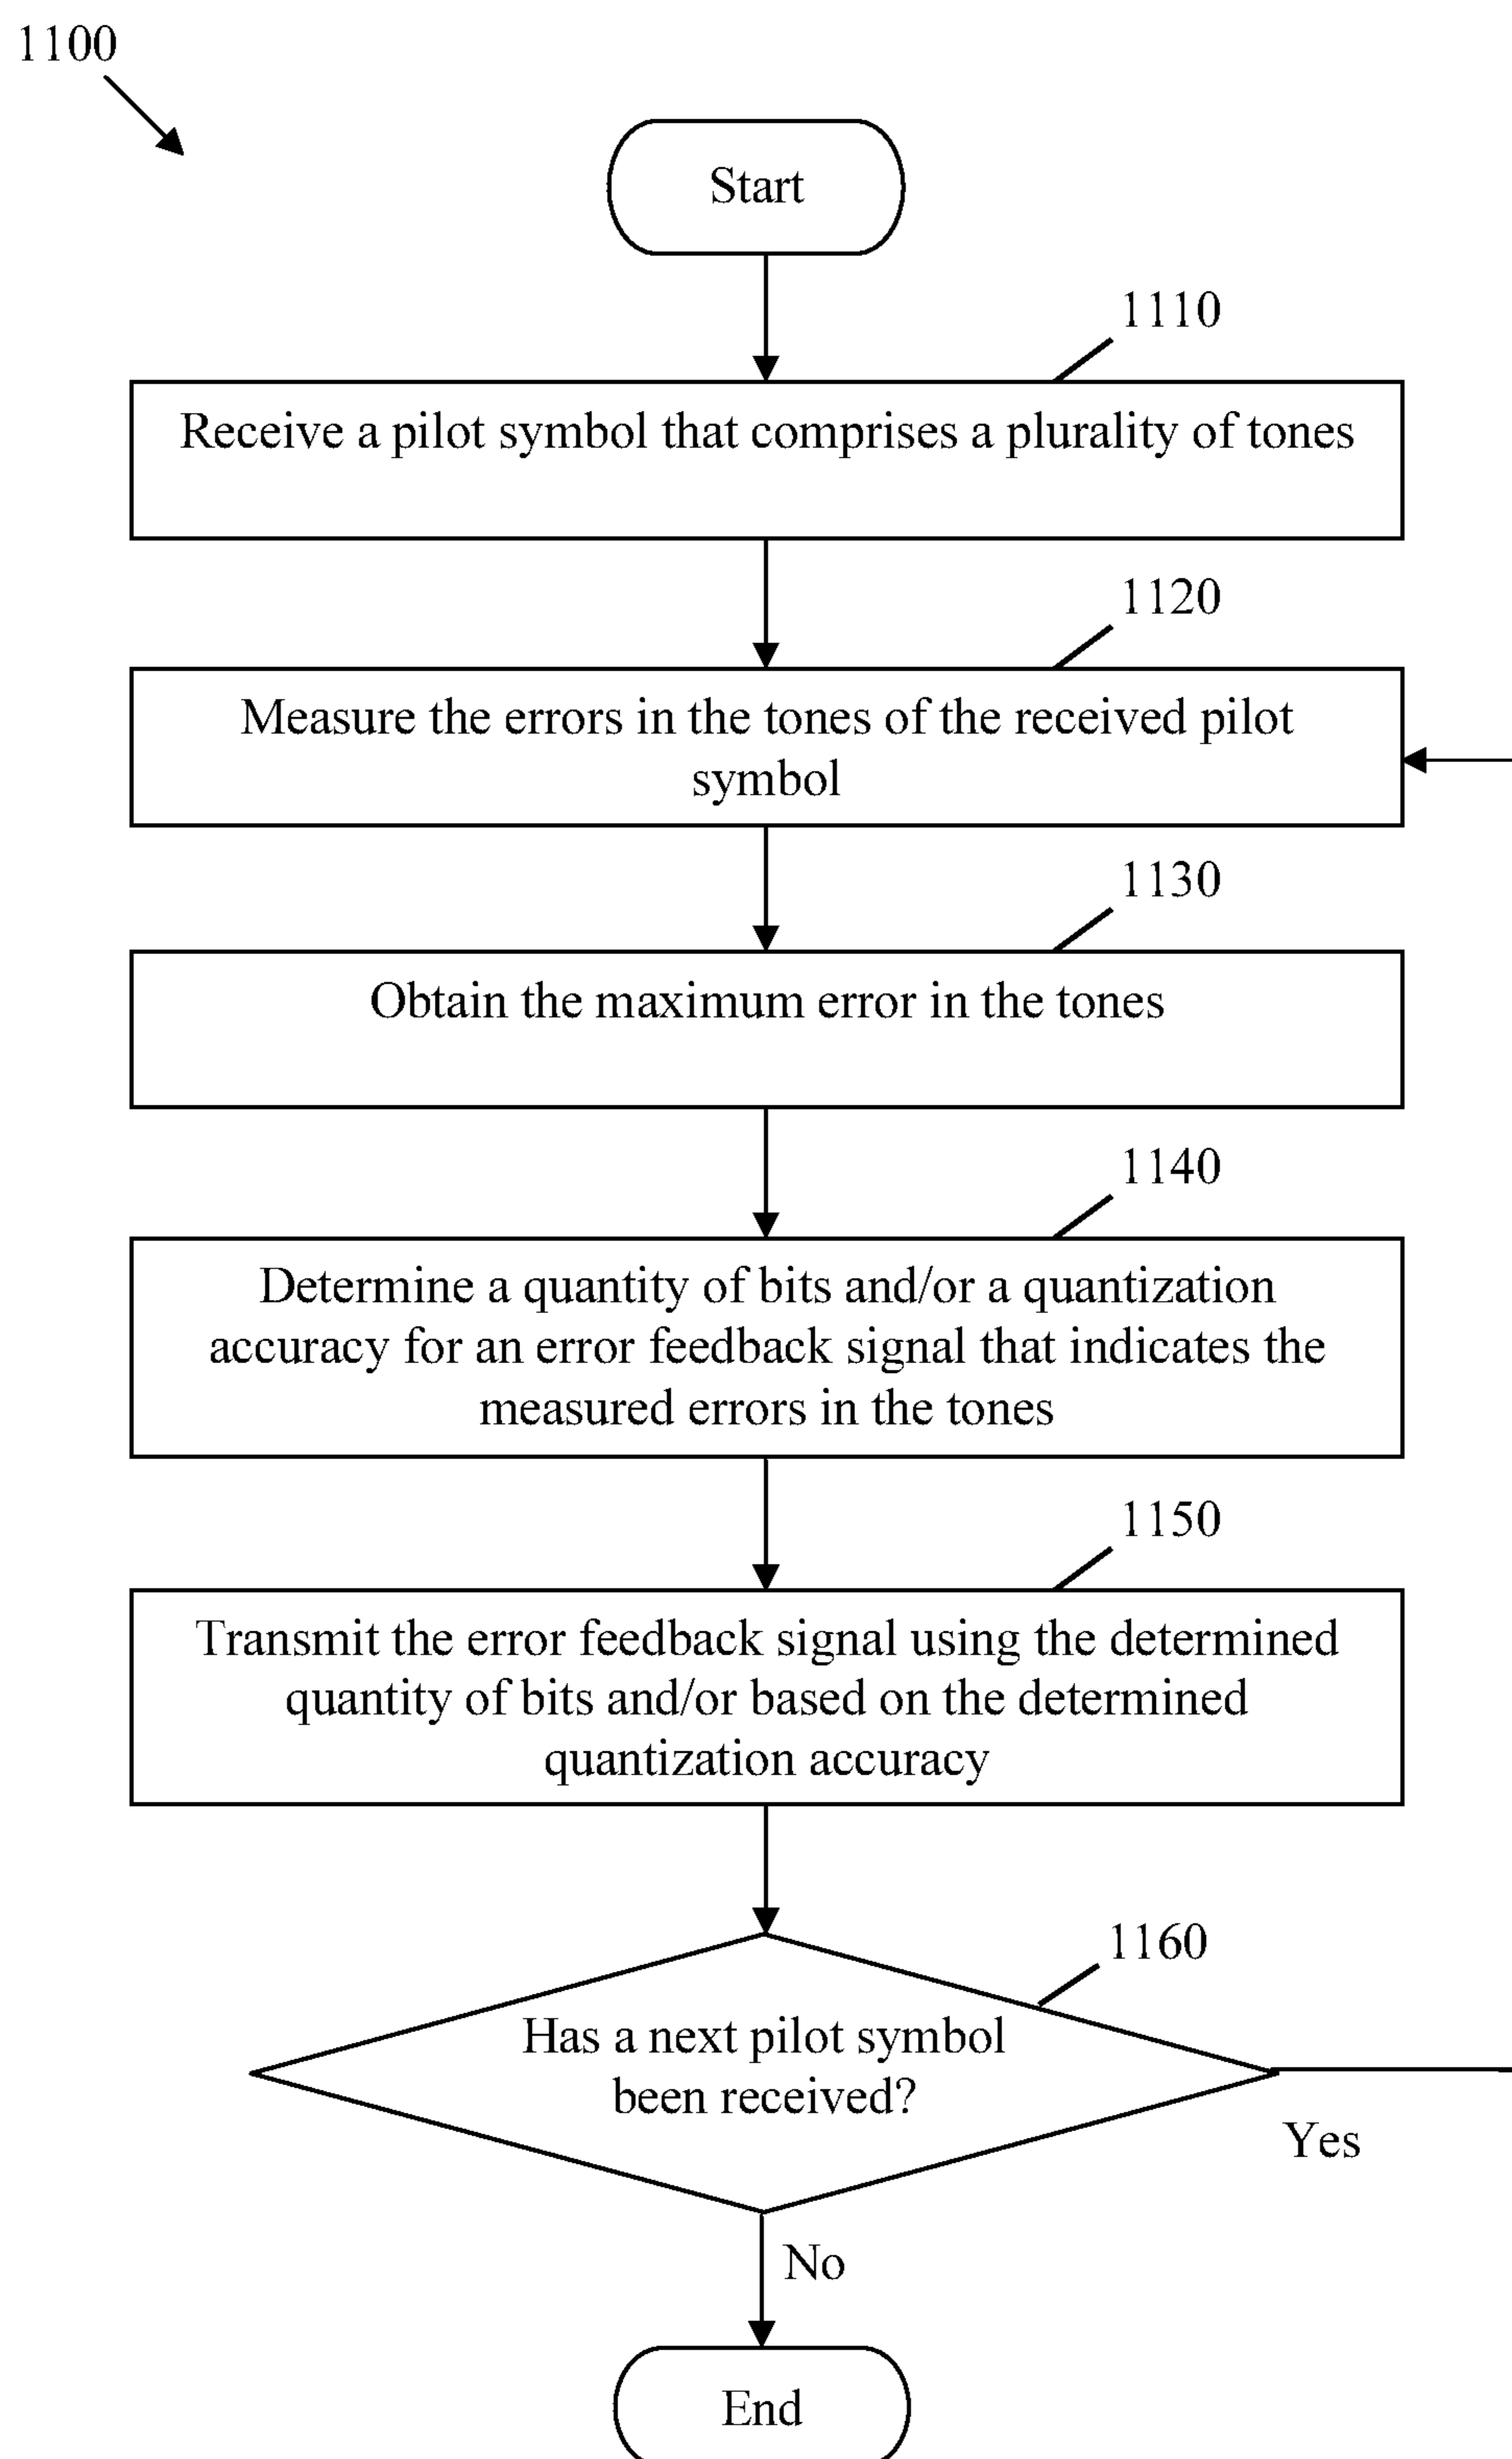 1100
Start
1110
Receive a pilot symbol that comprises a plurality of tones
1120
Measure the errors in the tones of the received pilot
symbol
1130
Obtain the maximum error in the tones
1140
Determine a quantity of bits and/or a quantization
accuracy for an error feedback signal that indicates the
measured errors in the tones
1150
Transmit the error feedback signal using the determined
quantity of bits and/or based on the determined
quantization accuracy
1160
Has a next pilot symbol
been received?
Yes
No
End